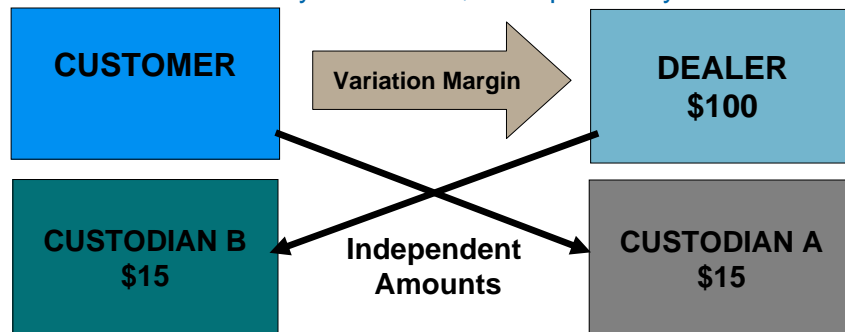 CUSTOMER
Variation Margin
DEALER
$100
CUSTODIAN B
$15
Independent
Amounts
CUSTODIAN A
$15